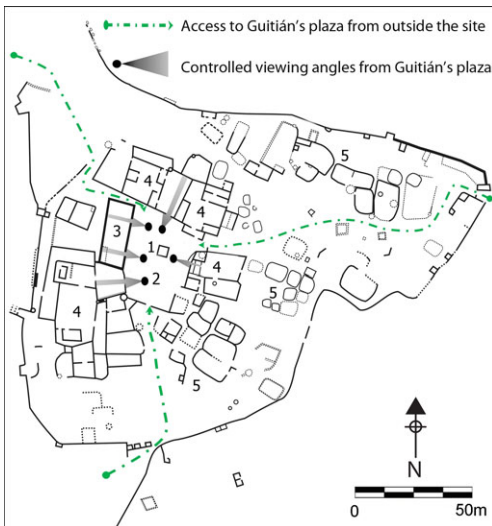 Access to Guitián's plaza from outside the site
Controlled viewing angles from Guitián's plaza
5
4
4
3
1
4
2
5
4
5
N
0
50m